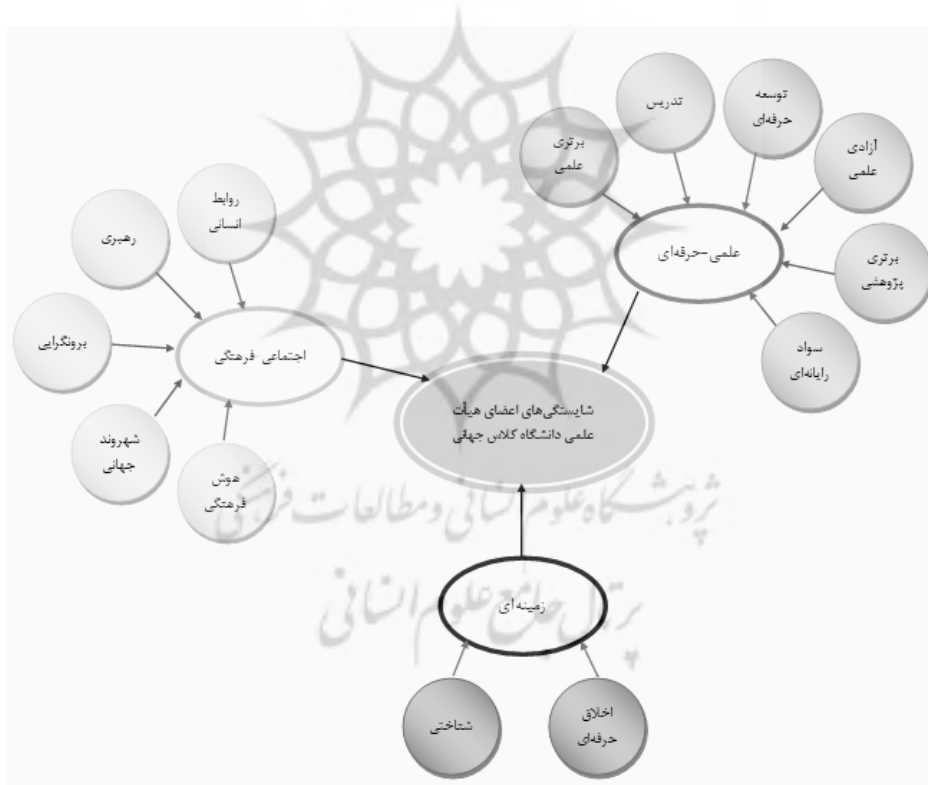 توسعه
حرفه‌ای
تدریس
برتری
علمی
آزادی
علمی
برتری
پژوهشی
سواد
رایانه‌ای
علمی-حرفه‌ای
روابط
انسانی
رهبری
برونگرایی
شهروند
جهانی
هوش
فرهنگی
اجتماعی-فرهنگی
شایستگی‌های اعضای هیأت
علمی دانشگاه کلاس جهانی
زمینه‌ای
اخلاق
حرفه‌ای
شناختی
پژوهشگاه علوم انسانی و مطالعات فرهنگی
پرتال جامع علوم انسانی